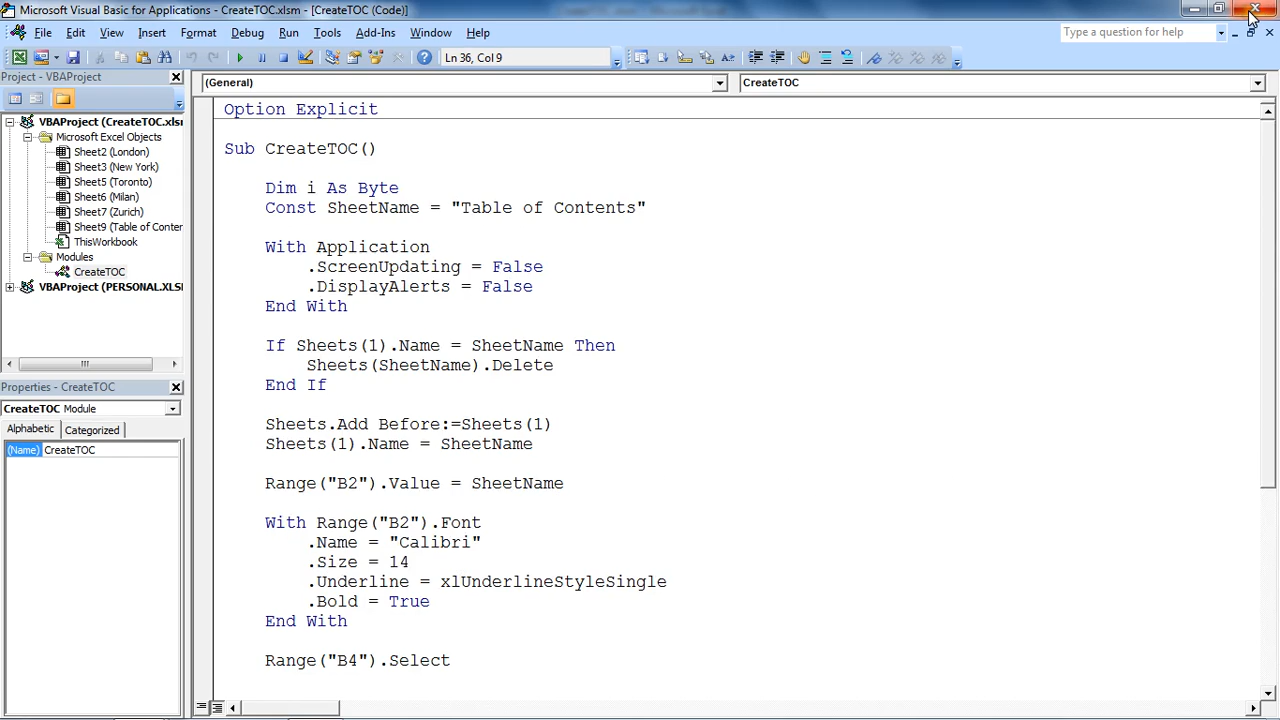 Microsoft Visual Basic for Applications - CreateTOC.xlsm - [CreateTOC (Code)]
File Edit View Insert Format Debug Run Tools Add-Ins Window Help
Type a question for help
Ln 36, Col 9
Project - VBAProject
(General)
CreateTOC
VBAProject (CreateTOC.xlsm
Microsoft Excel Objects
Sheet2 (London)
Sheet3 (New York)
Sheet5 (Toronto)
Sheet6 (Milan)
Sheet7 (Zurich)
Sheet9 (Table of Conter
ThisWorkbook
Modules
CreateTOC
VBAProject (PERSONAL.XLS
Properties - CreateTOC
CreateTOC Module
Alphabetic Categorized
(Name) CreateTOC
Option Explicit
Sub CreateTOC()
Dim i As Byte
Const SheetName = "Table of Contents"
With Application
.ScreenUpdating = False
.DisplayAlerts = False
End With
If Sheets(1).Name = SheetName Then
Sheets(SheetName).Delete
End If
Sheets.Add Before:=Sheets(1)
Sheets(1).Name = SheetName
Range("B2").Value = SheetName
With Range("B2").Font
.Name = "Calibri"
.Size = 14
.Underline = xlUnderlineStyleSingle
.Bold = True
End With
Range("B4").Select